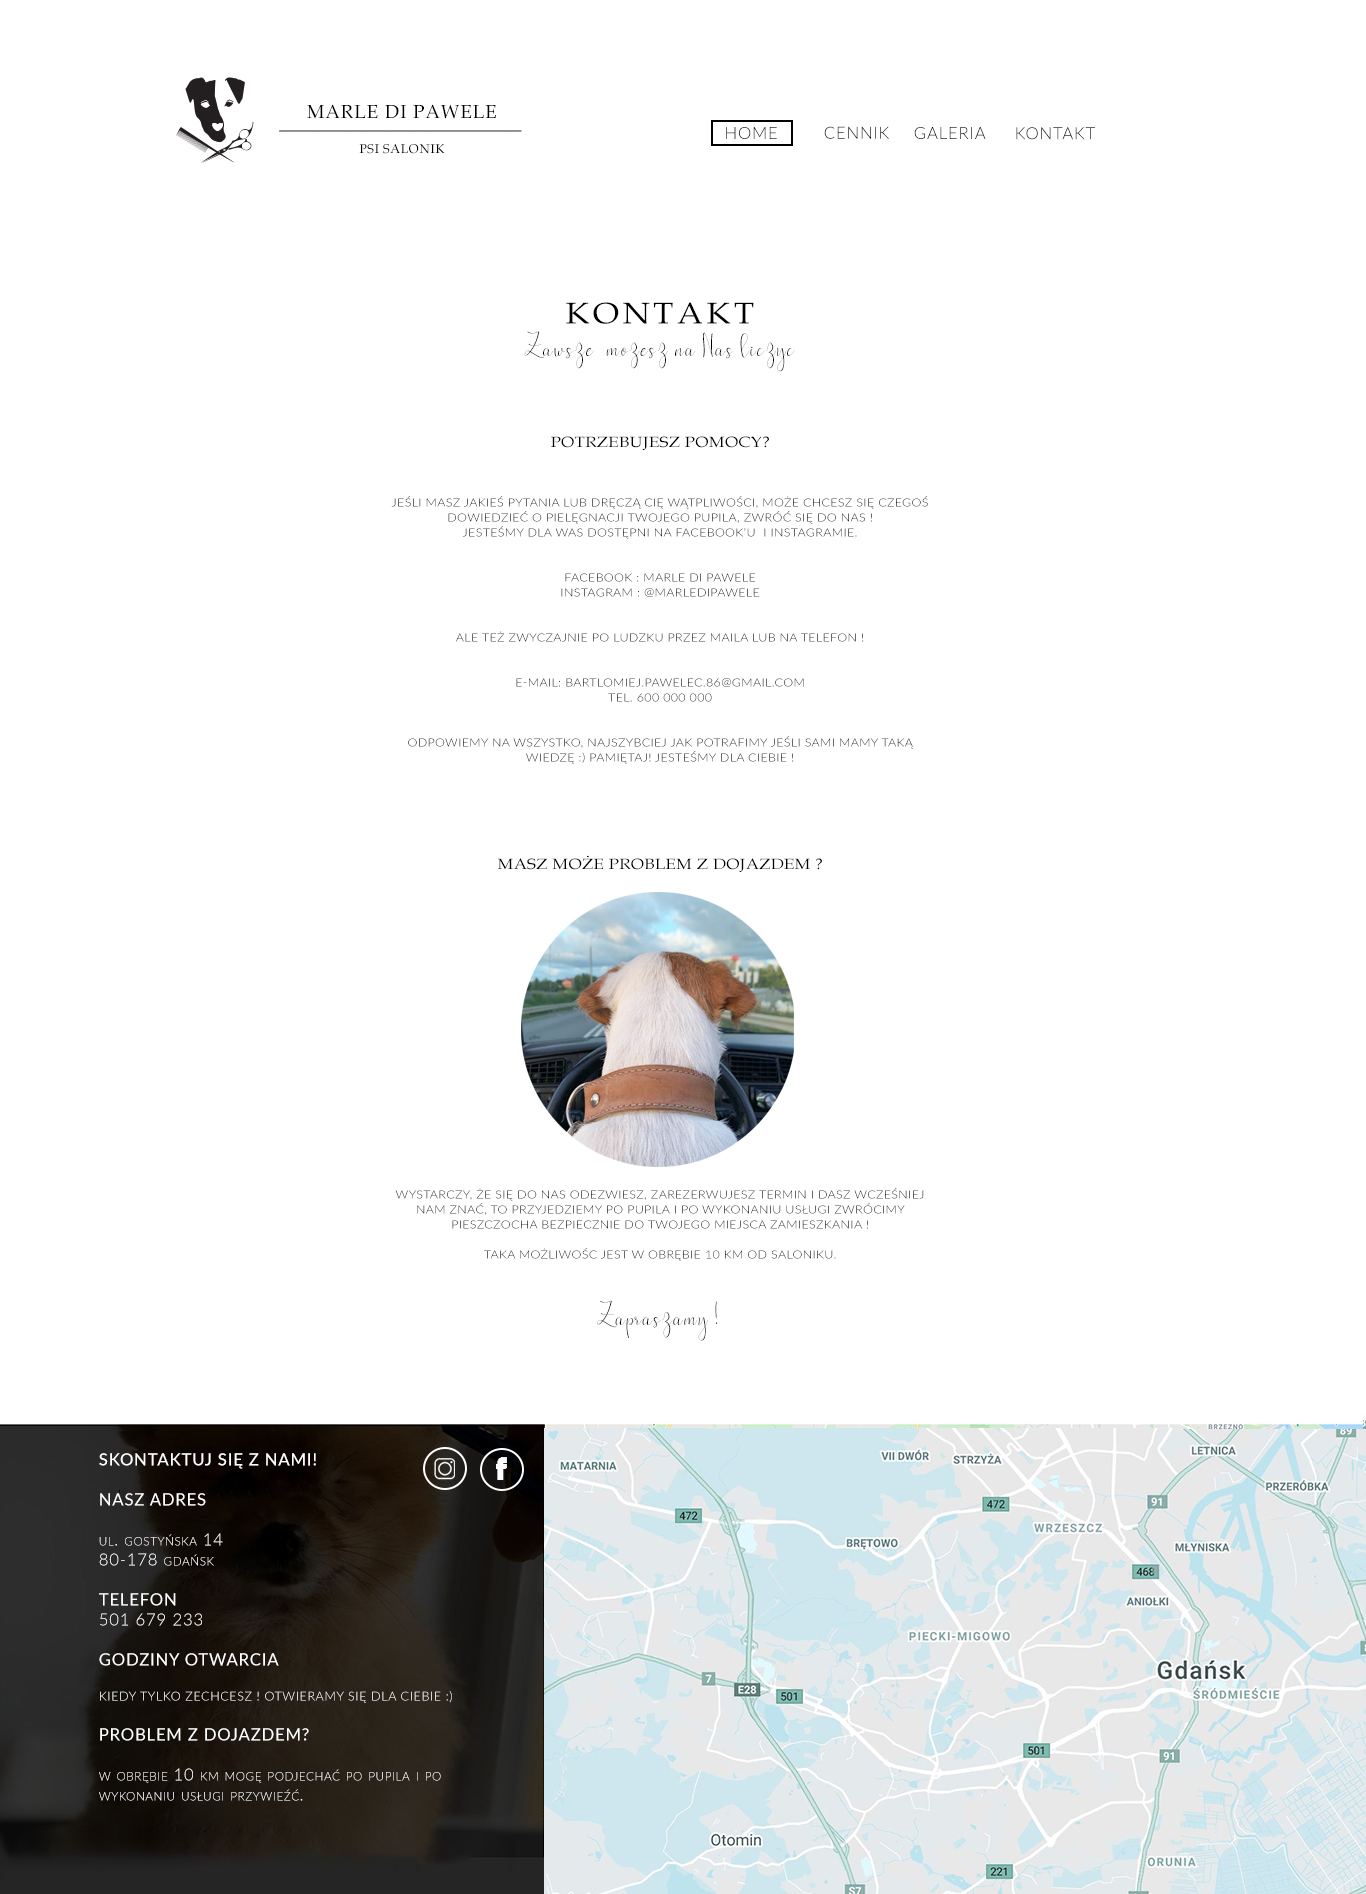 MARLE DI PAWELE
PSI SALONIK
HOME CENNIK GALERIA KONTAKT
KONTAKT
Zawsze możesz na Nas liczyc
POTRZEBUJESZ POMOCY?
JEŚLI MASZ JAKIEŚ PYTANIA LUB DRĘCZĄ CIĘ WĄTPLIWOŚCI, MOŻE CHCESZ SIĘ CZEGOŚ
DOWIEDZIEĆ O PIELĘGNACJI TWOJEGO PUPILA, ZWRÓĆ SIĘ DO NAS !
JESTEŚMY DLA WAS DOSTĘPNI NA FACEBOOK'U I INSTAGRAMIE.
FACEBOOK : MARLE DI PAWELE
INSTAGRAM : @MARLEDIPAWELE
ALE TEŻ ZWYCZAJNIE PO LUDZKU PRZEZ MAILA LUB NA TELEFON !
E-MAIL: BARTLOMIEJ.PAWELEC.86@GMAIL.COM
TEL. 600 000 000
ODPOWIEMY NA WSZYSTKO, NAJSZYBCIEJ JAK POTRAFIMY JEŚLI SAMI MAMY TAKĄ
WIEDZĘ :) PAMIĘTAJ! JESTEŚMY DLA CIEBIE !
MASZ MOŻE PROBLEM Z DOJAZDEM ?
WYSTARCZY, ŻE SIĘ DO NAS ODEZWIESZ, ZAREZERWUJESZ TERMIN I DASZ WCZEŚNIEJ
NAM ZNAĆ, TO PRZYJEDZIEMY PO PUPILA I PO WYKONANIU USŁUGI ZWRÓCIMY
PIESZCZOCHA BEZPIECZNIE DO TWOJEGO MIEJSCA ZAMIESZKANIA !
TAKA MOŻLIWOŚC JEST W OBRĘBIE 10 KM OD SALONIKU.
Zapraszamy !
SKONTAKTUJ SIĘ Z NAMI!
NASZ ADRES
UL. GOSTYŃSKA 14
80-178 GDAŃSK
TELEFON
501 679 233
GODZINY OTWARCIA
KIEDY TYLKO ZECHCESZ ! OTWIERAMY SIĘ DLA CIEBIE :)
PROBLEM Z DOJAZDEM?
W OBRĘBIE 10 KM MOGĘ PODJECHAĆ PO PUPILA I PO
WYKONANIU USŁUGI PRZYWIEŹĆ.
BRZEŹNO
89
LETNICA
VII DWÓR
STRZYŻA
MATARNIA
PRZERÓBKA
91
472
472
WRZESZCZ
BRĘTOWO
MŁYNISKA
468
ANIOŁKI
PIECKI-MIGOWO
Gdańsk
ŚRÓDMIEŚCIE
7
E28
501
501
91
Otomin
ORUNIA
221
S7